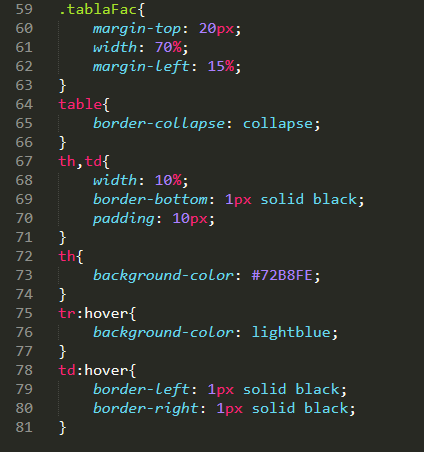 59 .tablaFac{
60     margin-top: 20px;
61     width: 70%;
62     margin-left: 15%;
63 }
64 table{
65     border-collapse: collapse;
66 }
67 th,td{
68     width: 10%;
69     border-bottom: 1px solid black;
70     padding: 10px;
71 }
72 th{
73     background-color: #72B8FE;
74 }
75 tr:hover{
76     background-color: lightblue;
77 }
78 td:hover{
79     border-left: 1px solid black;
80     border-right: 1px solid black;
81 }